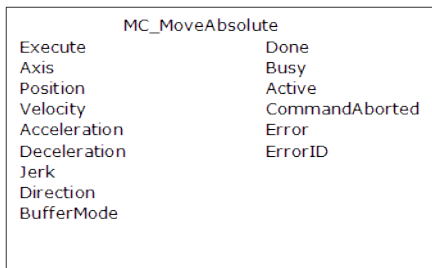 MC_MoveAbsolute
Execute Done
Axis Busy
Position Active
Velocity CommandAborted
Acceleration Error
Deceleration ErrorID
Jerk
Direction
BufferMode